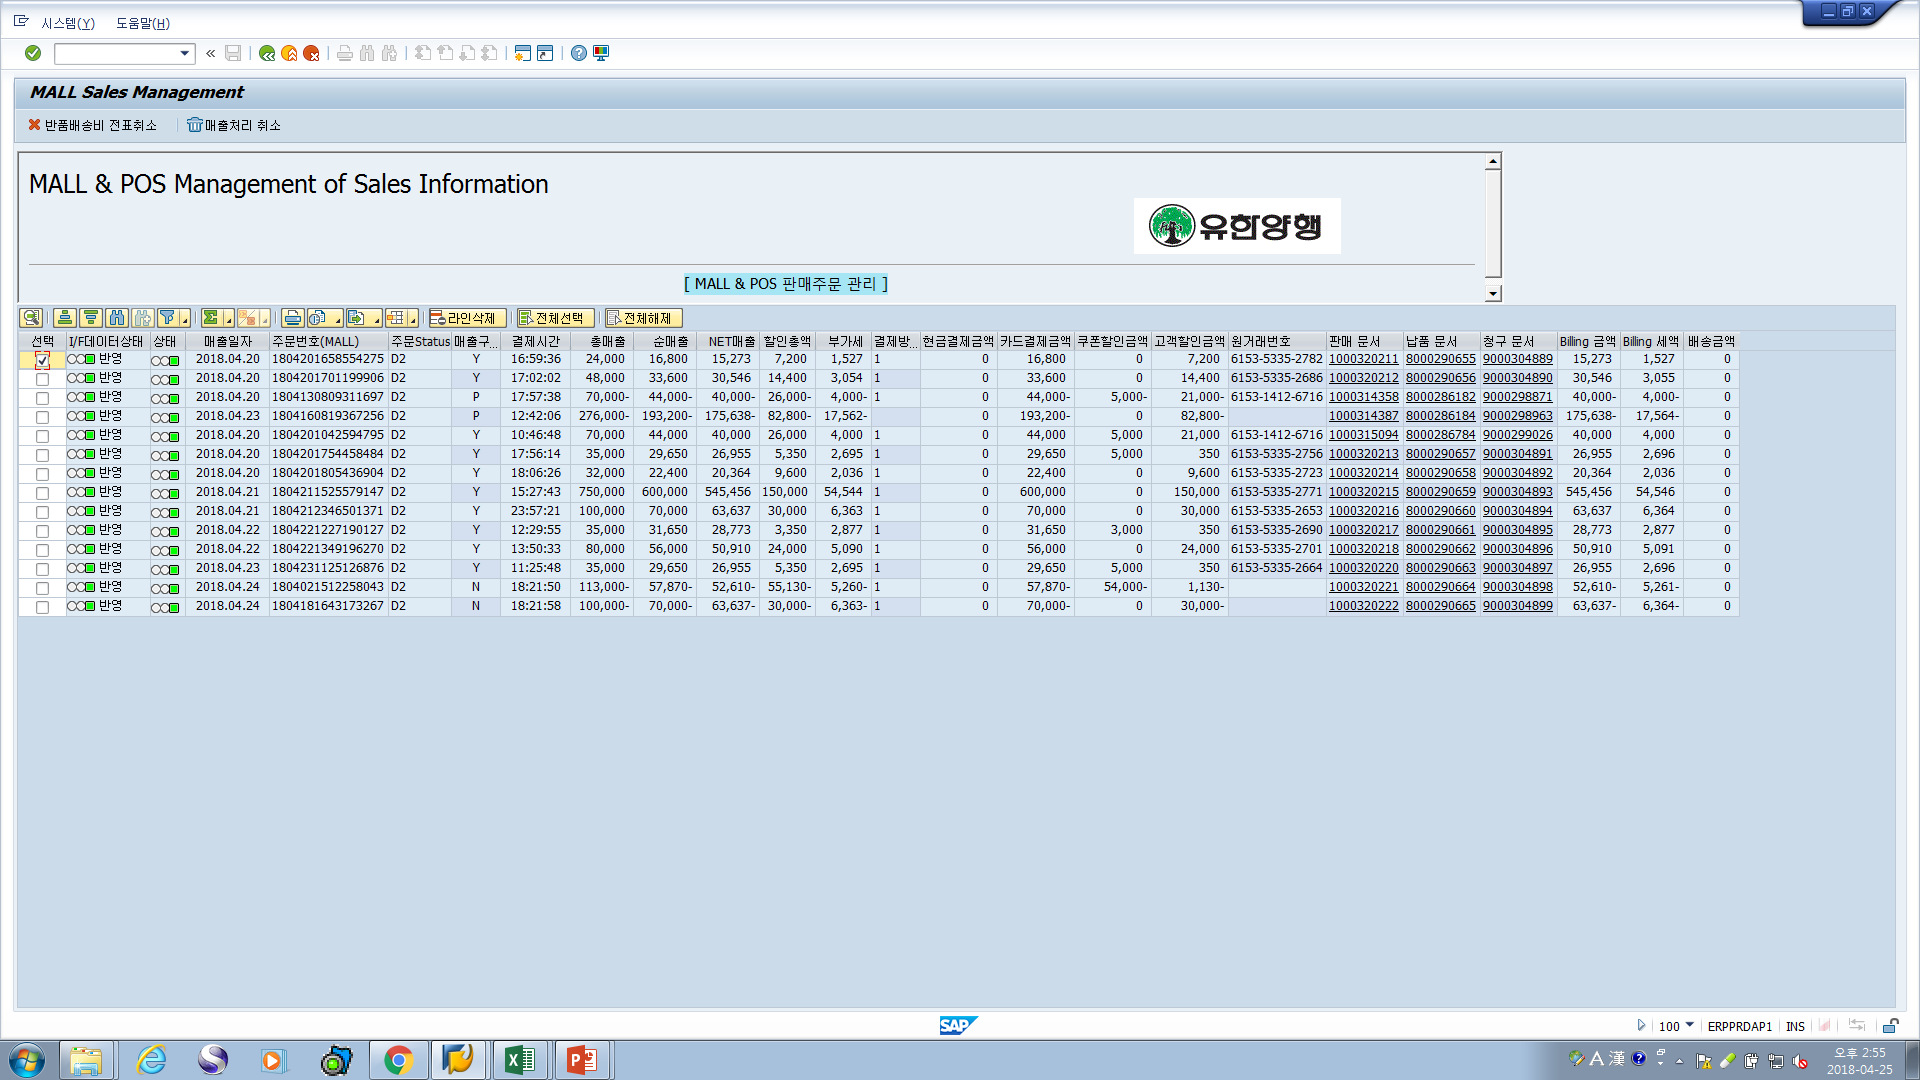 시스템(Y) 도움말(H)
MALL Sales Management
반품배송비 전표취소 매출처리 취소
MALL & POS Management of Sales Information
유한양행
[ MALL & POS 판매주문 관리 ]
라인삭제 전체선택 전체해제
선택 I/F데이터상태 상태 매출일자 주문번호(MALL) 주문Status 매출구... 결제시간 총매출 순매출 NET매출 할인총액 부가세 결제방... 현금결제금액 카드결제금액 쿠폰할인금액 고객할인금액 원거래번호 판매 문서 납품 문서 청구 문서 Billing 금액 Billing 세액 배송금액
반영 2018.04.20 1804201658554275 D2 Y 16:59:36 24,000 16,800 15,273 7,200 1,527 1 0 16,800 0 7,200 6153-5335-2782 1000320211 8000290655 9000304889 15,273 1,527 0
반영 2018.04.20 1804201701199906 D2 Y 17:02:02 48,000 33,600 30,546 14,400 3,054 1 0 33,600 0 14,400 6153-5335-2686 1000320212 8000290656 9000304890 30,546 3,055 0
반영 2018.04.20 1804130809311697 D2 P 17:57:38 70,000- 44,000- 40,000- 26,000- 4,000- 1 0 44,000- 5,000- 21,000- 6153-1412-6716 1000314358 8000286182 9000298871 40,000- 4,000- 0
반영 2018.04.23 1804160819367256 D2 P 12:42:06 276,000- 193,200- 175,638- 82,800- 17,562- 0 193,200- 0 82,800- 1000314387 8000286184 9000298963 175,638- 17,564- 0
반영 2018.04.20 1804201042594795 D2 Y 10:46:48 70,000 44,000 40,000 26,000 4,000 1 0 44,000 5,000 21,000 6153-1412-6716 1000315094 8000286784 9000299026 40,000 4,000 0
반영 2018.04.20 1804201754458484 D2 Y 17:56:14 35,000 29,650 26,955 5,350 2,695 1 0 29,650 5,000 350 6153-5335-2756 1000320213 8000290657 9000304891 26,955 2,696 0
반영 2018.04.20 1804201805436904 D2 Y 18:06:26 32,000 22,400 20,364 9,600 2,036 1 0 22,400 0 9,600 6153-5335-2723 1000320214 8000290658 9000304892 20,364 2,036 0
반영 2018.04.21 1804211525579147 D2 Y 15:27:43 750,000 600,000 545,456 150,000 54,544 1 0 600,000 0 150,000 6153-5335-2771 1000320215 8000290659 9000304893 545,456 54,546 0
반영 2018.04.21 1804212346501371 D2 Y 23:57:21 100,000 70,000 63,637 30,000 6,363 1 0 70,000 0 30,000 6153-5335-2653 1000320216 8000290660 9000304894 63,637 6,364 0
반영 2018.04.22 1804221227190127 D2 Y 12:29:55 35,000 31,650 28,773 3,350 2,877 1 0 31,650 3,000 350 6153-5335-2690 1000320217 8000290661 9000304895 28,773 2,877 0
반영 2018.04.22 1804221349196270 D2 Y 13:50:33 80,000 56,000 50,910 24,000 5,090 1 0 56,000 0 24,000 6153-5335-2701 1000320218 8000290662 9000304896 50,910 5,091 0
반영 2018.04.23 1804231125126876 D2 Y 11:25:48 35,000 29,650 26,955 5,350 2,695 1 0 29,650 5,000 350 6153-5335-2664 1000320220 8000290663 9000304897 26,955 2,696 0
반영 2018.04.24 1804021512258043 D2 N 18:21:50 113,000- 57,870- 52,610- 55,130- 5,260- 1 0 57,870- 54,000- 1,130- 1000320221 8000290664 9000304898 52,610- 5,261- 0
반영 2018.04.24 1804181643173267 D2 N 18:21:58 100,000- 70,000- 63,637- 30,000- 6,363- 1 0 70,000- 0 30,000- 1000320222 8000290665 9000304899 63,637- 6,364- 0
SAP 100 ERPPRDAP1 INS
A 漢 오후 2:55
2018-04-25